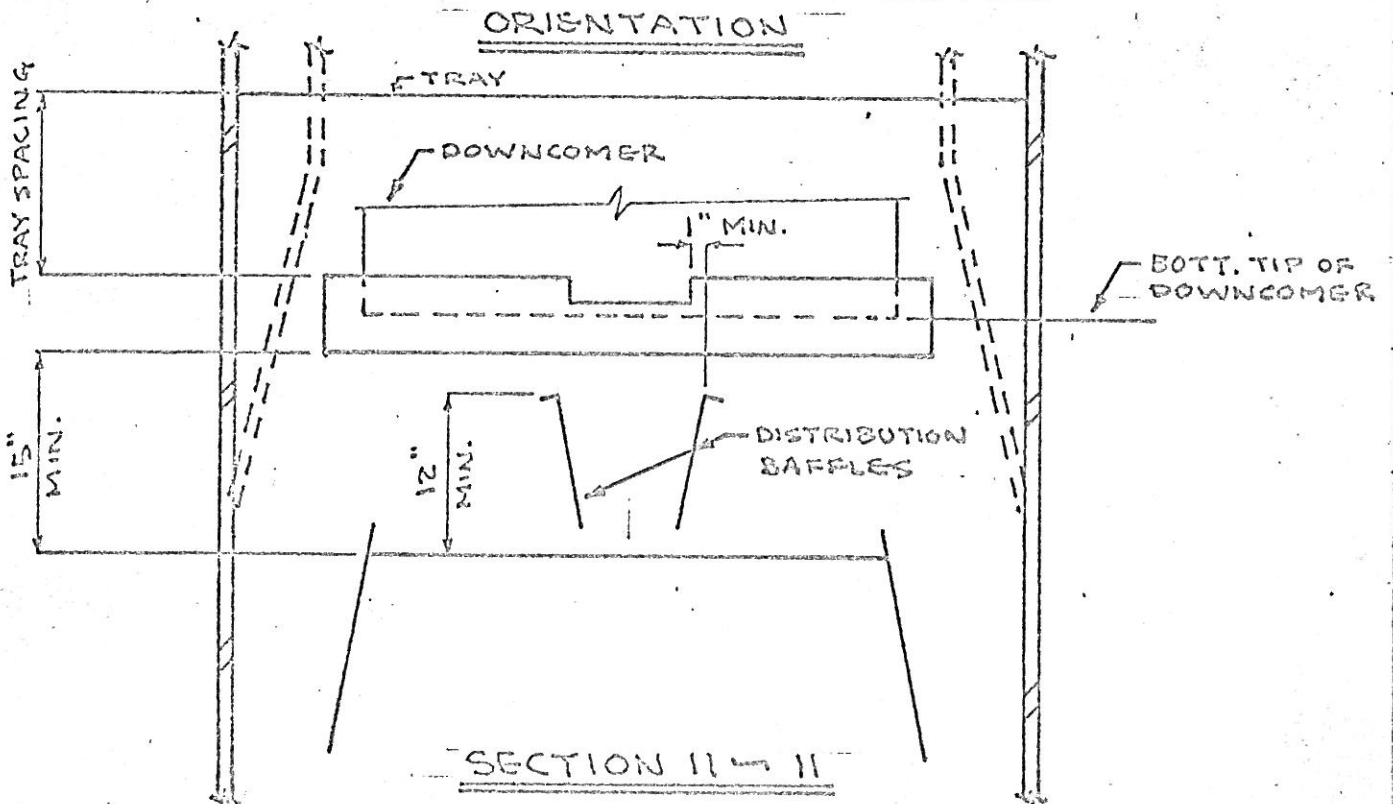 ORIENTATION
TRAY
TRAY SPACING
DOWNCOMER
1" MIN.
BOTT. TIP OF
DOWNCOMER
15"
MIN.
12"
MIN.
DISTRIBUTION
BAFFLES
SECTION 11-11